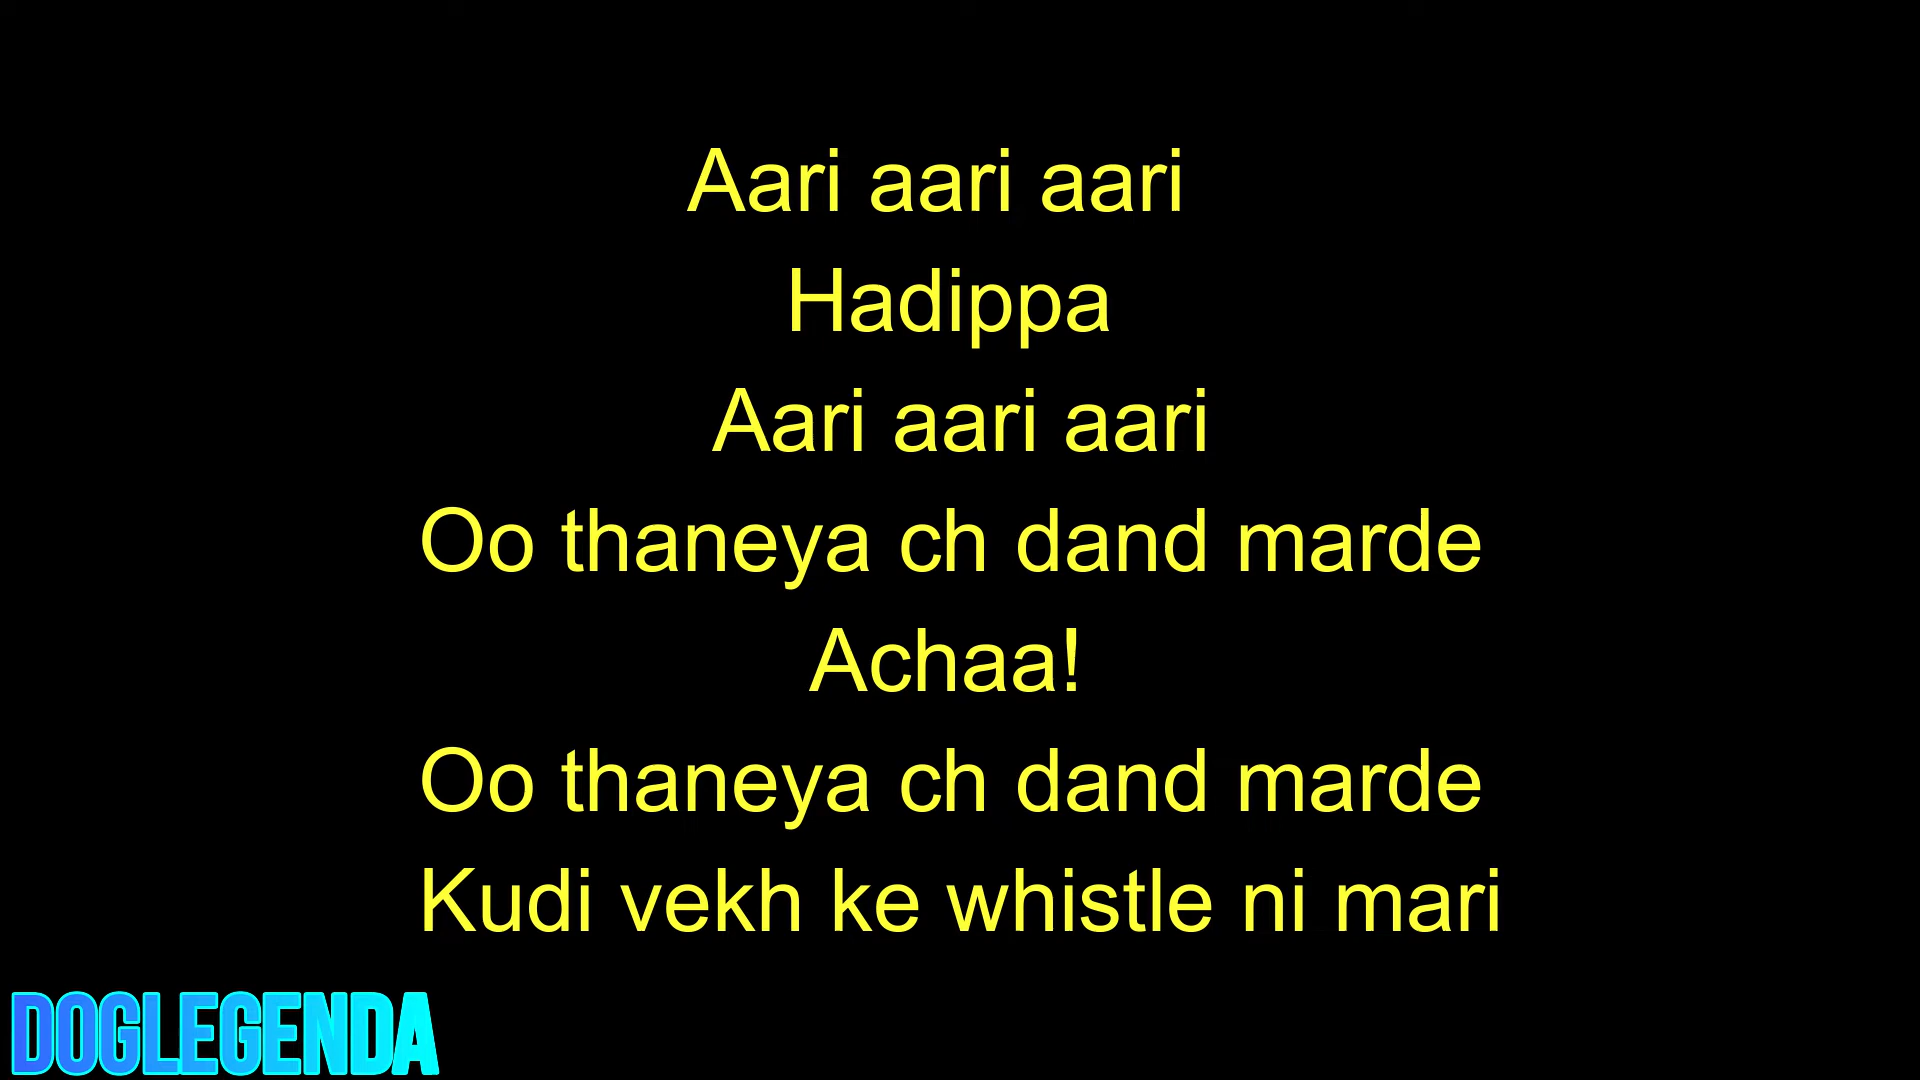 Aari aari aari
Hadippa
Aari aari aari
Oo thaneya ch dand marde
Achaa!
Oo thaneya ch dand marde
Kudi vekh ke whistle ni mari
DOGLEGENDA